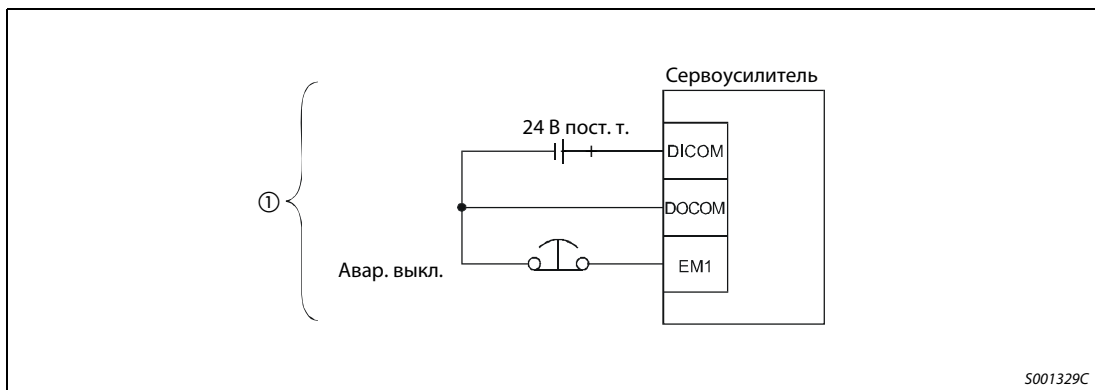 Сервоусилитель
24 В пост. т.
DICOM
①
DOCOM
Авар. выкл.
EM1
S001329C